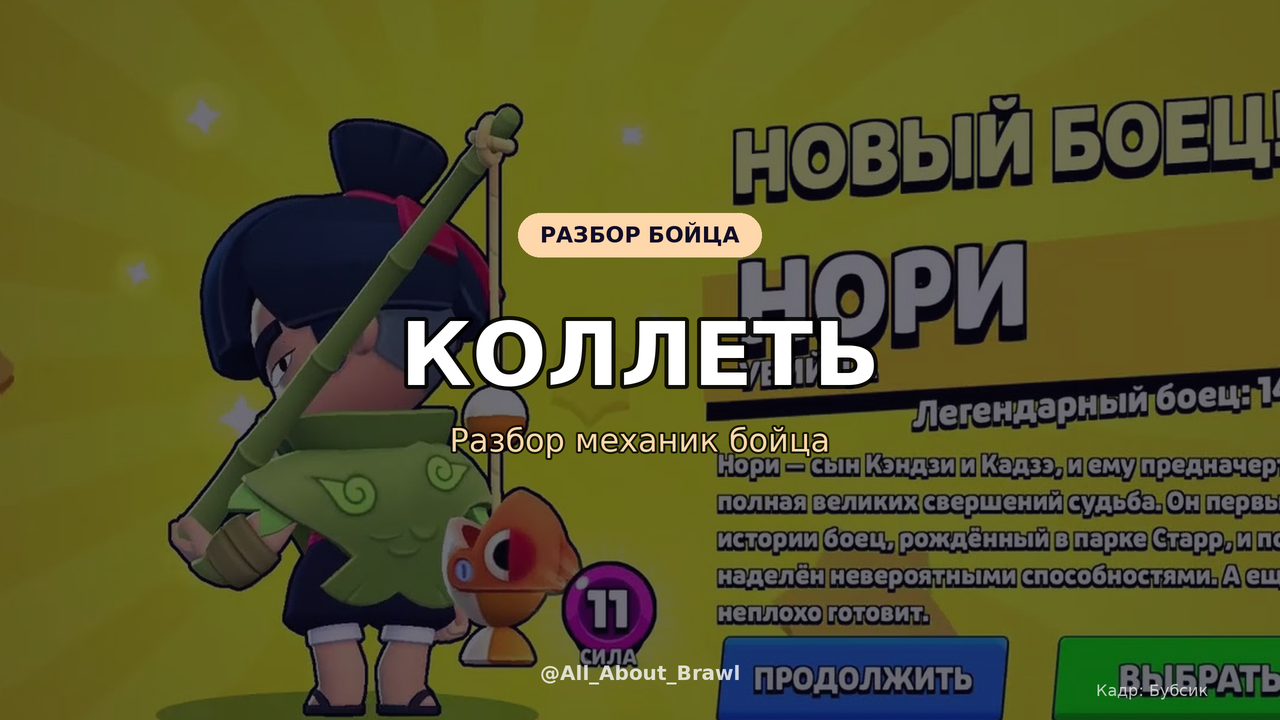 НОВЫЙ БОЕЦ!
РАЗБОР БОЙЦА
НОРИ
КОЛЛЕТЬ
Легендарный боец: 14
Разбор механик бойца
Нори – сын Кэндзи и Кадзэ, и ему предначер
полная великих свершений судьба. Он первы
истории боец, рождённый в парке Старр, и по
наделён невероятными способностями. А ещ
неплохо готовит.
11
СИЛА
@All_About_Brawl
ПРОДОЛЖИТЬ
ВЫБРАТЬ
Кадр: Бубсик